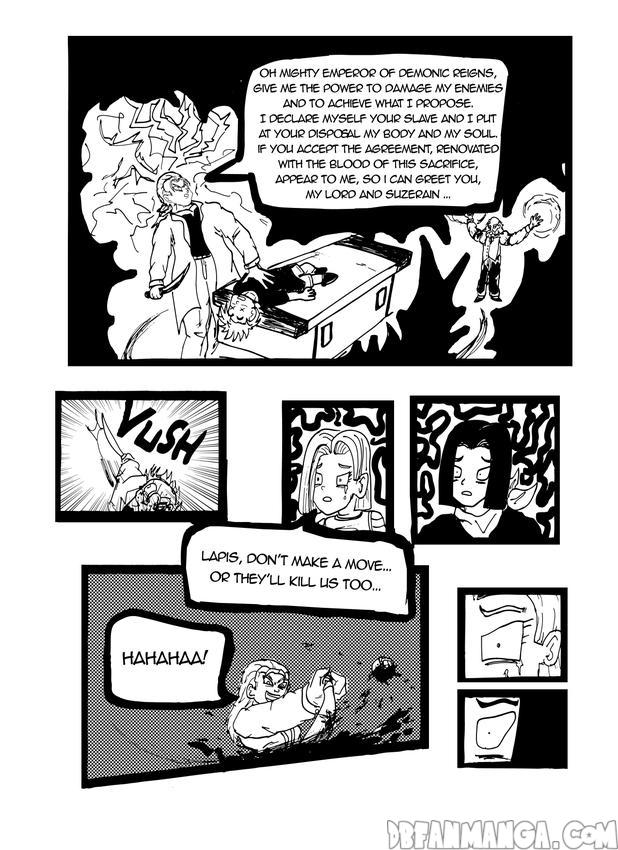 OH MIGHTY EMPEROR OF DEMONIC REIGNS,
GIVE ME THE POWER TO DAMAGE MY ENEMIES
AND TO ACHIEVE WHAT I PROPOSE.
I DECLARE MYSELF YOUR SLAVE AND I PUT
AT YOUR DISPOSAL MY BODY AND MY SOUL.
IF YOU ACCEPT THE AGREEMENT, RENOVATED
WITH THE BLOOD OF THIS SACRIFICE,
APPEAR TO ME, SO I CAN GREET YOU,
MY LORD AND SUZERAIN ...
VUSH
LAPIS, DON'T MAKE A MOVE...
OR THEY'LL KILL US TOO...
HAHAHAA!
DBFANMANGA.COM